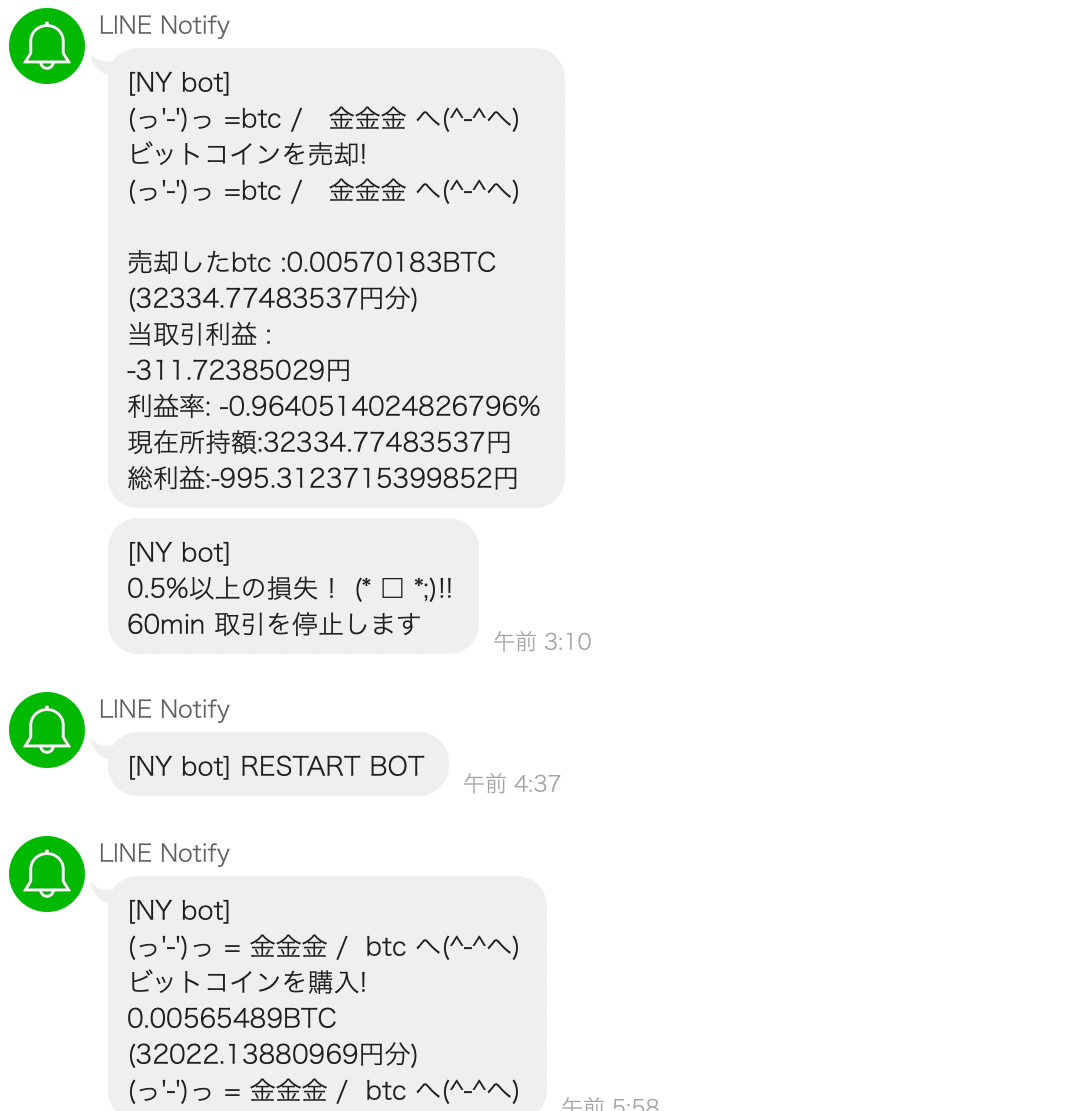 LINE Notify
[NY bot]
(っ'-')っ =btc /　金金金 へ(^-^へ)
ビットコインを売却!
(っ'-')っ =btc /　金金金 へ(^-^へ)
売却したbtc :0.00570183BTC
(32334.77483537円分)
当取引利益 :
-311.72385029円
利益率: -0.9640514024826796%
現在所持額:32334.77483537円
総利益:-995.3123715399852円
[NY bot]
0.5%以上の損失！ (* □ *;)!!
60min 取引を停止します
午前 3:10
LINE Notify
[NY bot] RESTART BOT
午前 4:37
LINE Notify
[NY bot]
(っ'-')っ = 金金金 /  btc へ(^-^へ)
ビットコインを購入!
0.00565489BTC
(32022.13880969円分)
(っ'-')っ = 金金金 /  btc へ(^-^へ)
午前 5:58